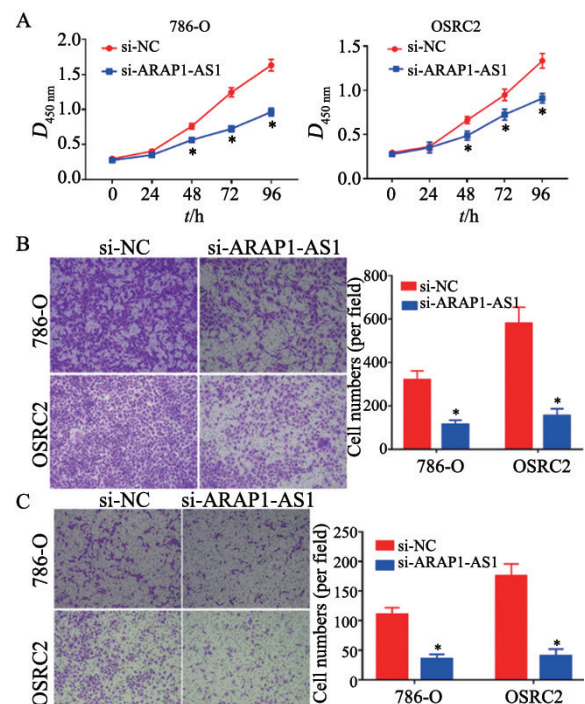 A
786-O
si-NC
si-ARAP1-AS1
D450 nm
2.0
1.5
1.0
0.5
0.0
0 24 48 72 96
t/h
* * *
OSRC2
si-NC
si-ARAP1-AS1
D450 nm
1.5
1.0
0.5
0.0
0 24 48 72 96
t/h
* * *
B
si-NC si-ARAP1-AS1
786-O
OSRC2
Cell numbers (per field)
800
600
400
200
0
si-NC
si-ARAP1-AS1
* *
786-O OSRC2
C
si-NC si-ARAP1-AS1
786-O
OSRC2
Cell numbers (per field)
250
200
150
100
50
0
si-NC
si-ARAP1-AS1
* *
786-O OSRC2